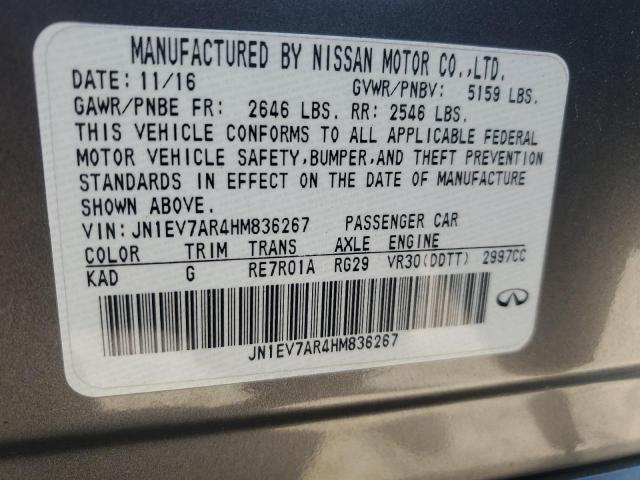 MANUFACTURED BY NISSAN MOTOR CO.,LTD.
DATE: 11/16 GVWR/PNBV: 5159 LBS.
GAWR/PNBE FR: 2646 LBS. RR: 2546 LBS.
THIS VEHICLE CONFORMS TO ALL APPLICABLE FEDERAL
MOTOR VEHICLE SAFETY,BUMPER,AND THEFT PREVENTION
STANDARDS IN EFFECT ON THE DATE OF MANUFACTURE
SHOWN ABOVE.
VIN:JN1EV7AR4HM836267 PASSENGER CAR
COLOR TRIM TRANS AXLE ENGINE
KAD G RE7R01A RG29 VR30(DDTT) 2997CC
JN1EV7AR4HM836267